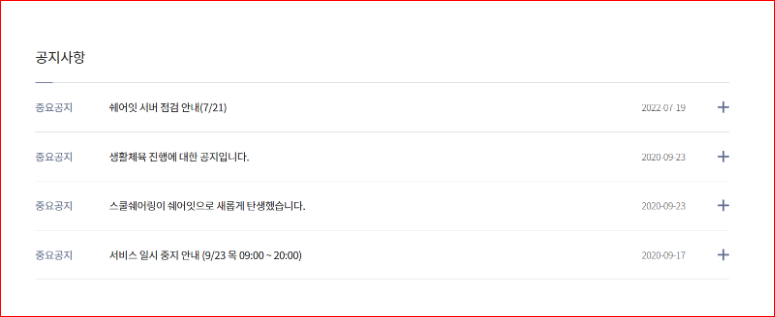 공지사항
중요공지 쉐어잇 서버 점검 안내(7/21) 2022-07-19
중요공지 생활체육 진행에 대한 공지입니다. 2020-09-23
중요공지 스쿨쉐어링이 쉐어잇으로 새롭게 탄생했습니다. 2020-09-23
중요공지 서비스 일시 중지 안내 (9/23 목 09:00 ~ 20:00) 2020-09-17